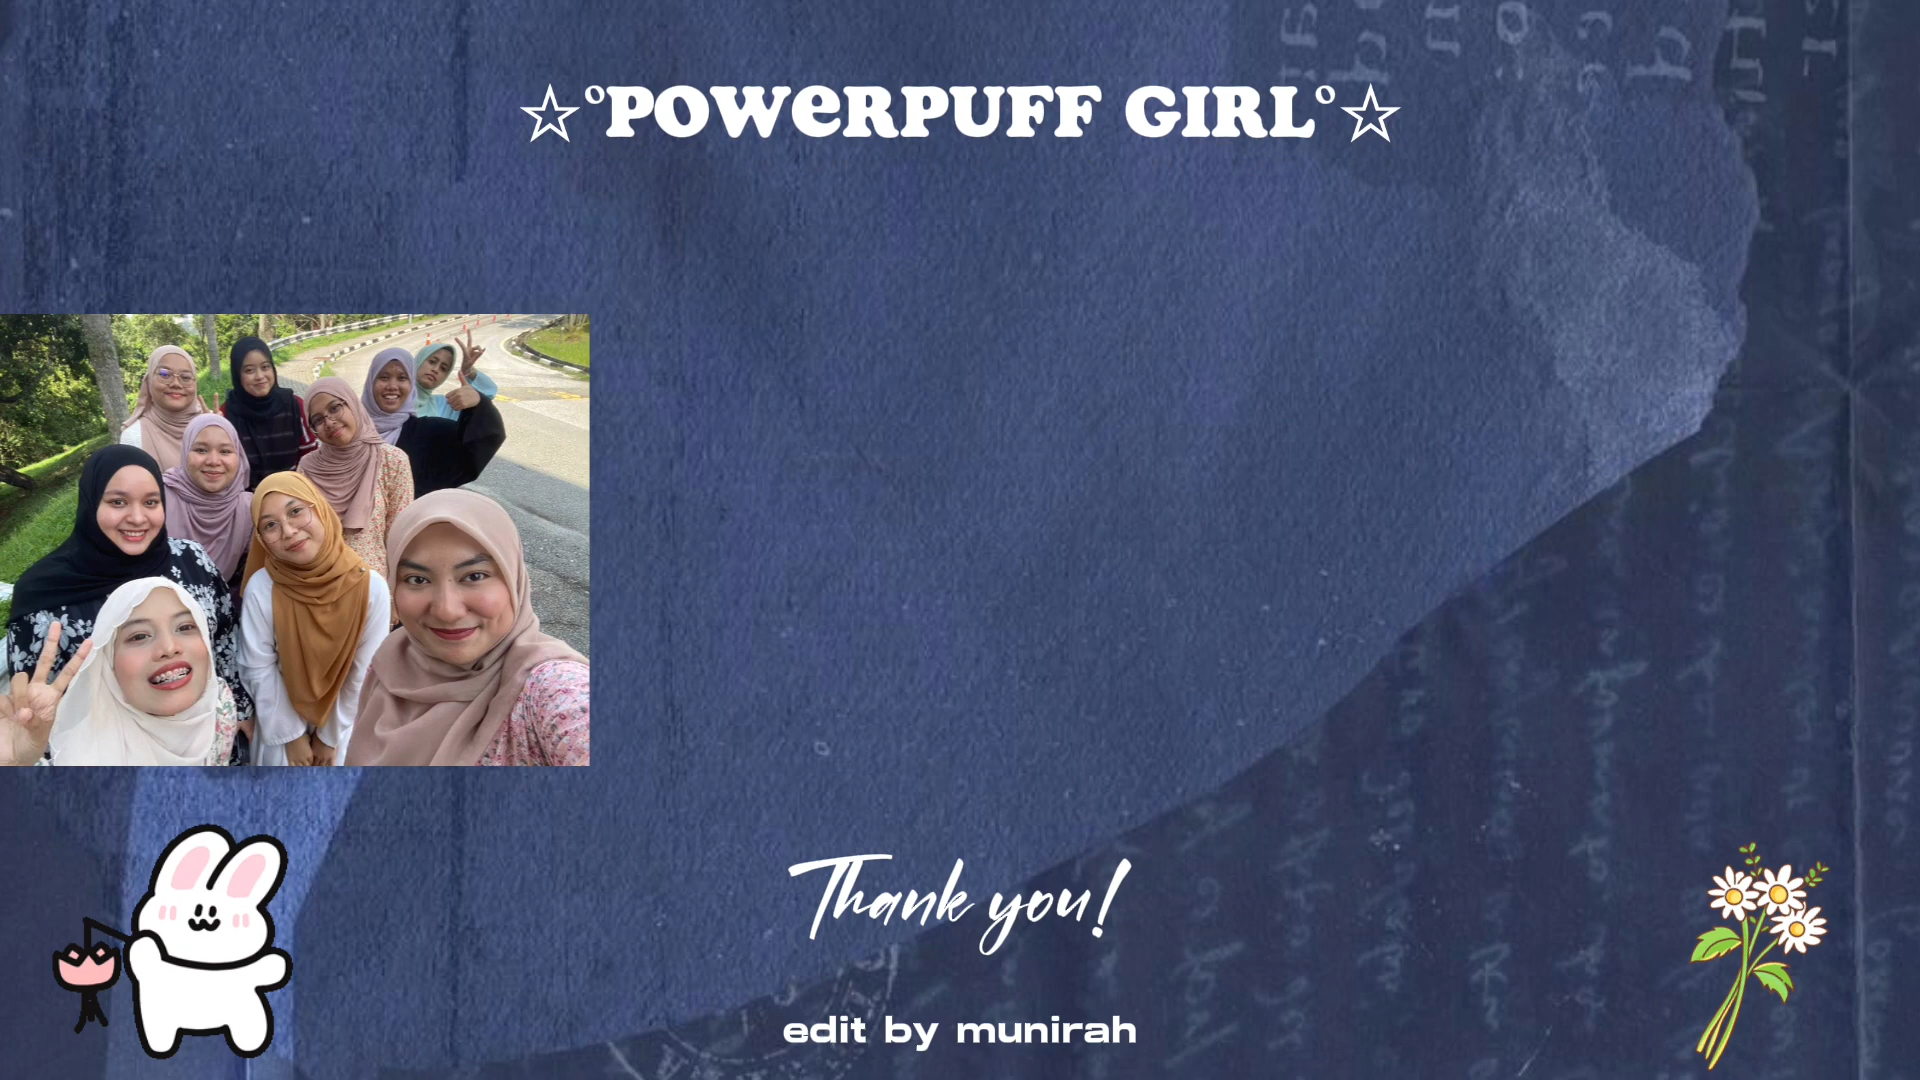 ☆°POWERPUFF GIRL°☆
Thank you!
edit by munirah